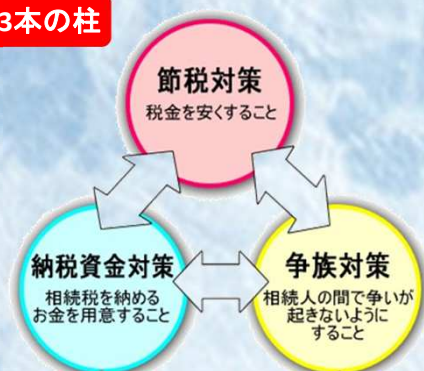 3本の柱
節税対策
税金を安くすること
納税資金対策
相続税を納める
お金を用意すること
争族対策
相続人の間で争いが
起きないように
すること